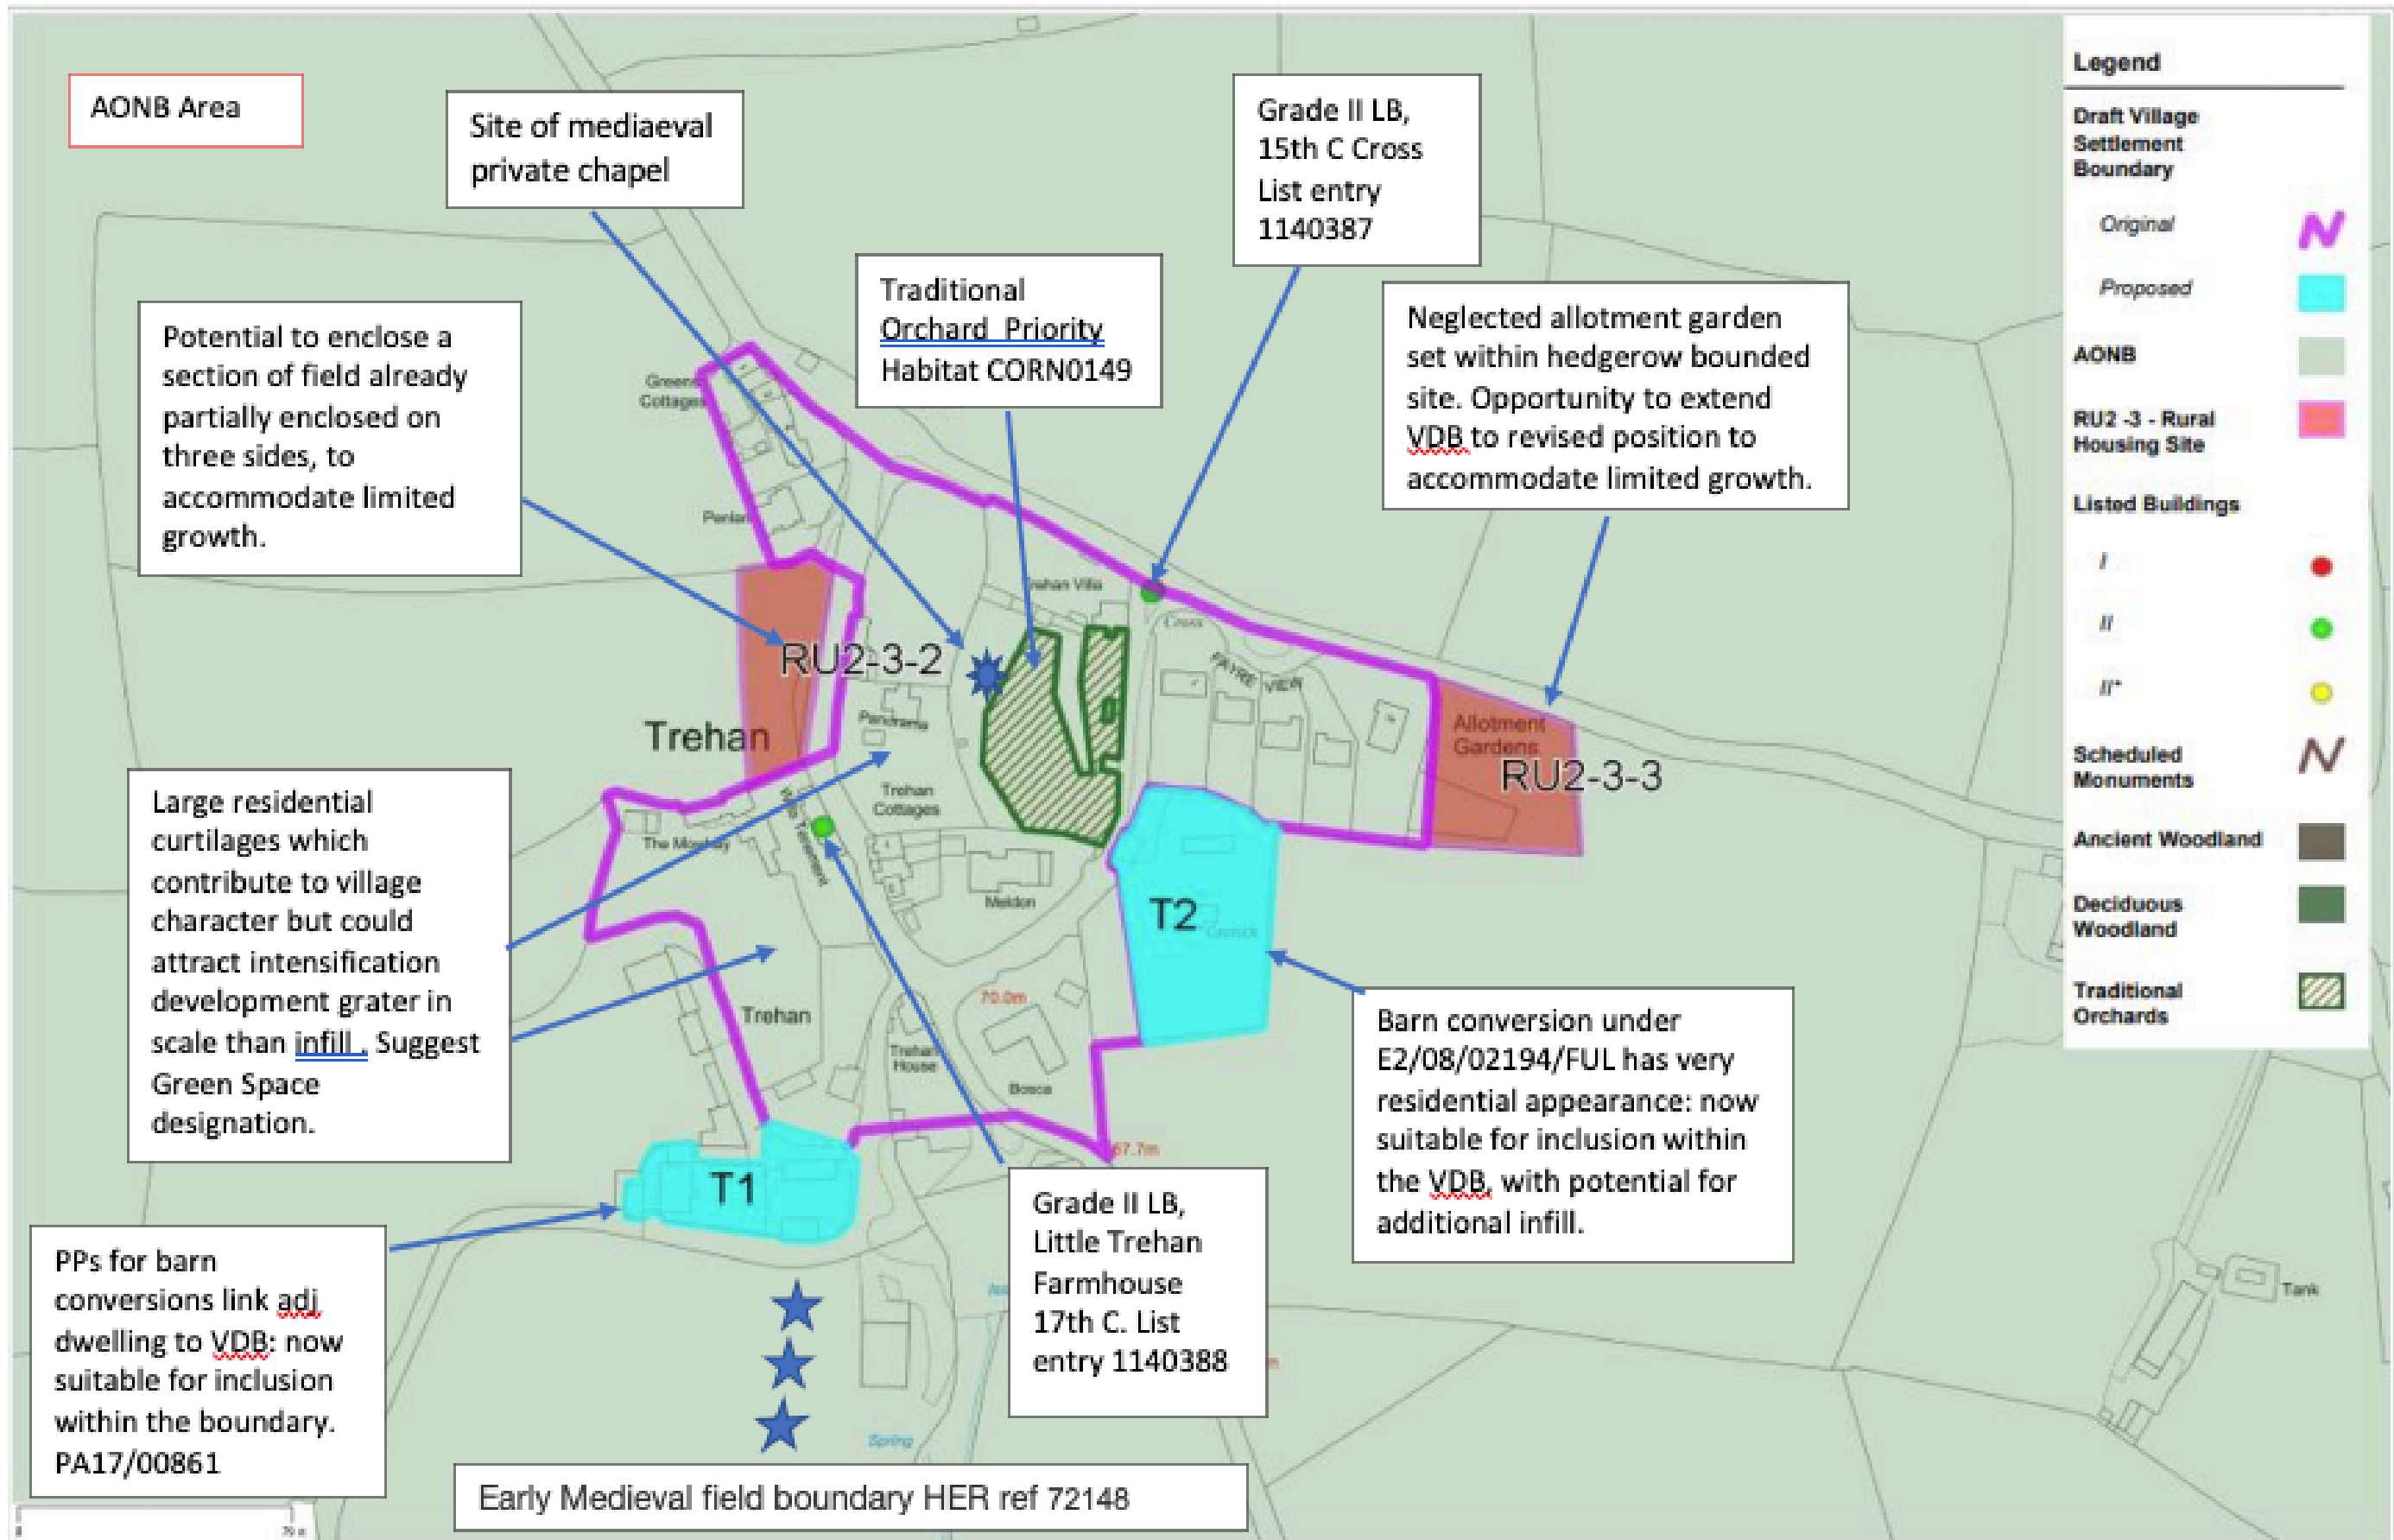 AONB Area
Site of mediaeval
private chapel
Grade II LB,
15th C Cross
List entry
1140387
Traditional
Orchard Priority
Habitat CORN0149
Neglected allotment garden
set within hedgerow bounded
site. Opportunity to extend
VDB to revised position to
accommodate limited growth.
Potential to enclose a
section of field already
partially enclosed on
three sides, to
accommodate limited
growth.
Large residential
curtilages which
contribute to village
character but could
attract intensification
development grater in
scale than infill . Suggest
Green Space
designation.
PPs for barn
conversions link adj
dwelling to VDB: now
suitable for inclusion
within the boundary.
PA17/00861
Grade II LB,
Little Trehan
Farmhouse
17th C. List
entry 1140388
Barn conversion under
E2/08/02194/FUL has very
residential appearance: now
suitable for inclusion within
the VDB, with potential for
additional infill.
Early Medieval field boundary HER ref 72148
Greens
Cottages
Penlan
Trehan Villa
Cross
FAYRE VIEW
RU2-3-2
Trehan
Panorama
Trehan
Cottages
Allotment
Gardens
RU2-3-3
The Mowhay
Meldon
T2
70.0m
Trehan
Trehan
House
Bosca
67.7m
T1
Spring
Tank
Legend
Draft Village
Settlement
Boundary
Original
Proposed
AONB
RU2 -3 - Rural
Housing Site
Listed Buildings
I
II
II*
Scheduled
Monuments
Ancient Woodland
Deciduous
Woodland
Traditional
Orchards